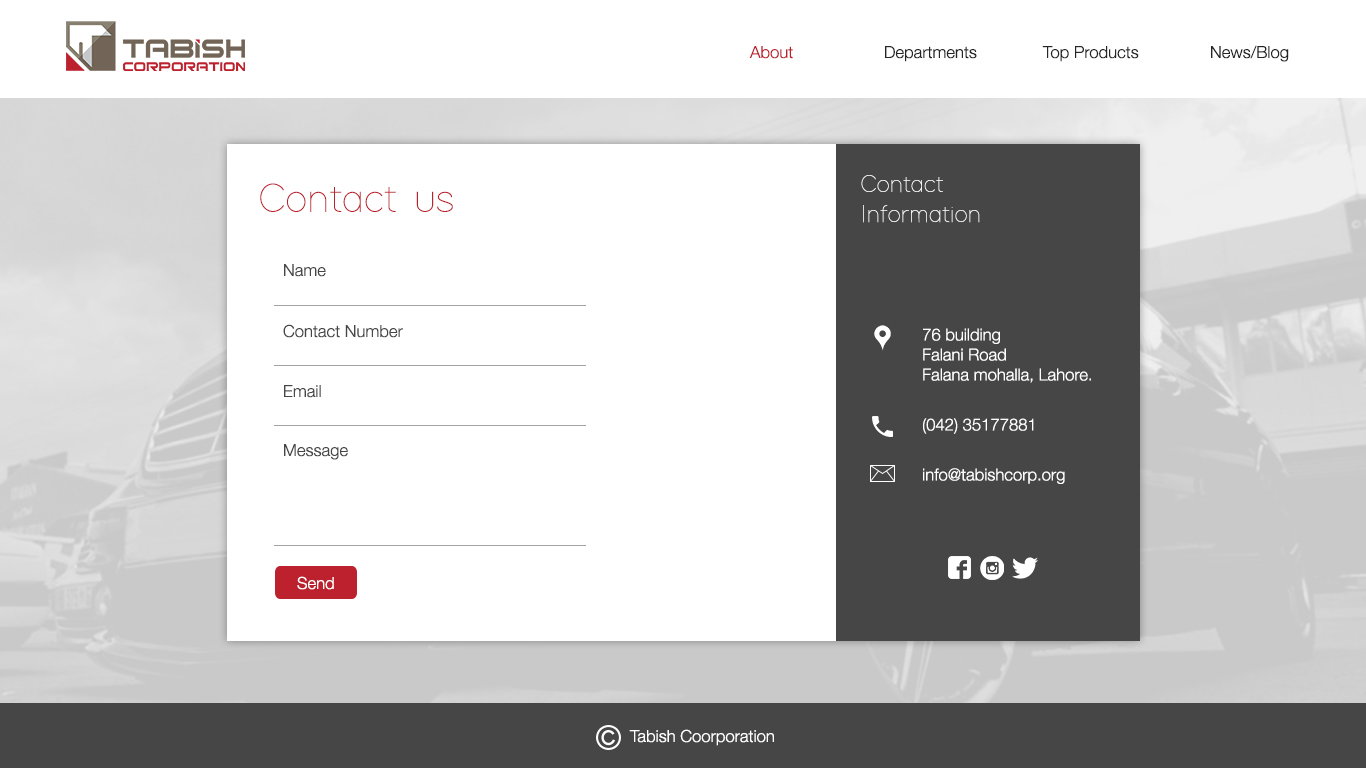 TABISH
CORPORATION
About
Departments
Top Products
News/Blog
Contact us
Name
Contact Number
Email
Message
Send
Contact
Information
76 building
Falani Road
Falana mohalla, Lahore.
(042) 35177881
info@tabishcorp.org
© Tabish Coorporation